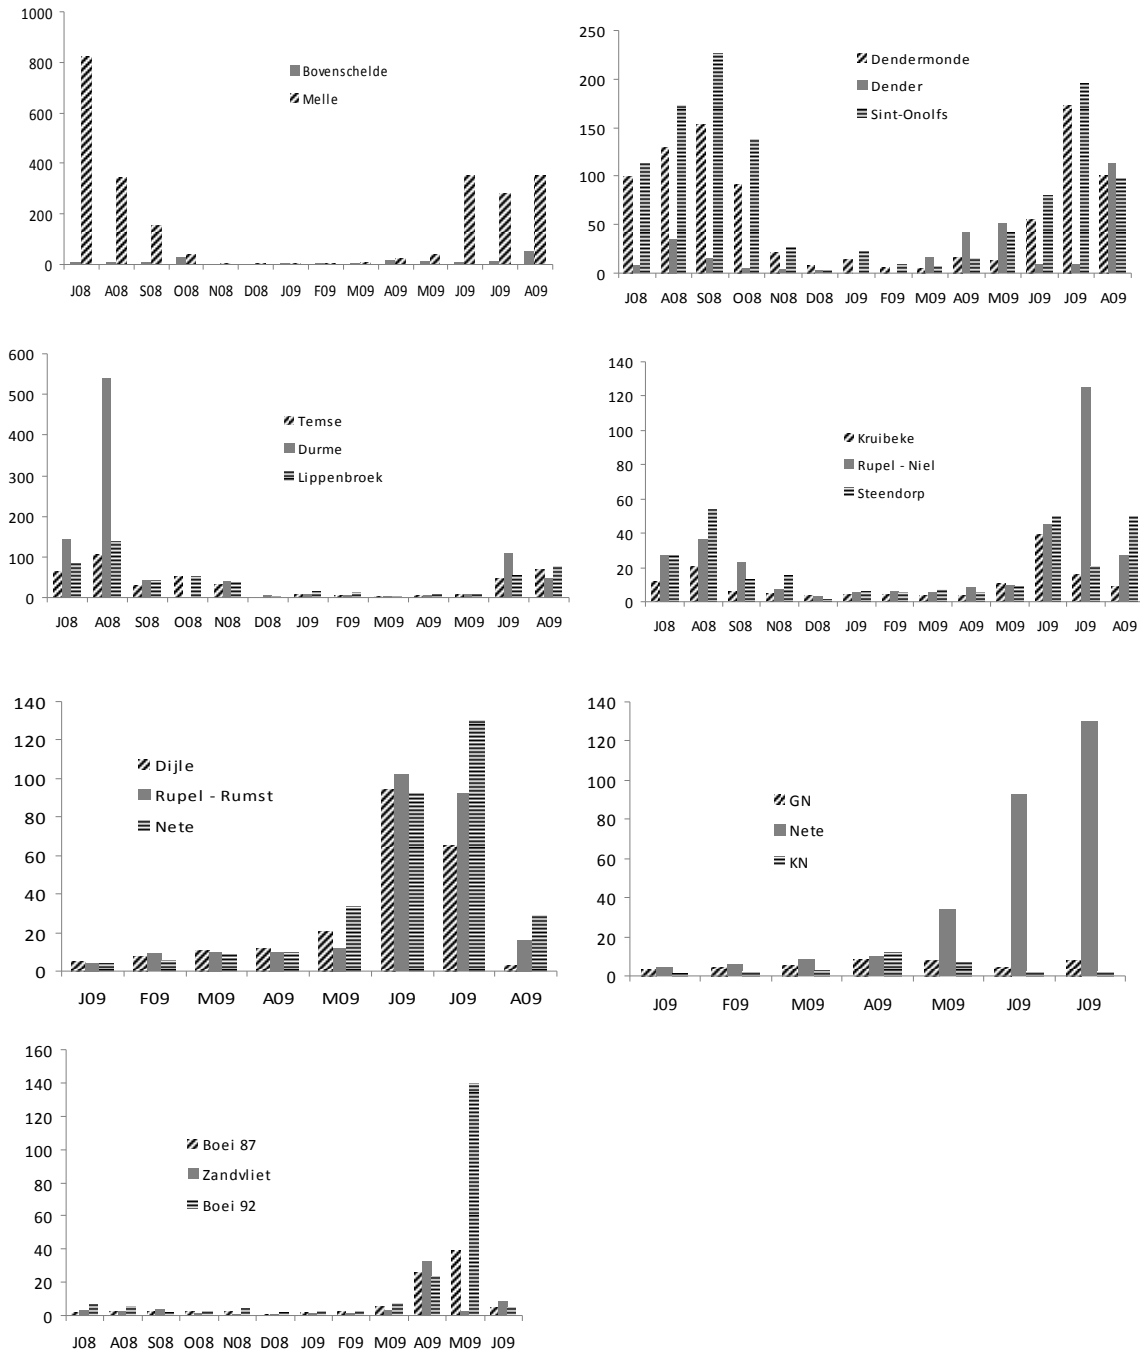 1000
800
600
400
200
0
Bovenschelde
Melle
J08 A08 S08 O08 N08 D08 J09 F09 M09 A09 M09 J09 J09 A09
250
200
150
100
50
0
Dendermonde
Dender
Sint-Onolfs
J08 A08 S08 O08 N08 D08 J09 F09 M09 A09 M09 J09 J09 A09
600
500
400
300
200
100
0
Temse
Durme
Lippenbroek
J08 A08 S08 O08 N08 D08 J09 F09 M09 A09 M09 J09 A09
140
120
100
80
60
40
20
0
Kruibeke
Rupel - Niel
Steendorp
J08 A08 S08 N08 D08 J09 F09 M09 A09 M09 J09 J09 A09
140
120
100
80
60
40
20
0
Dijle
Rupel - Rumst
Nete
J09 F09 M09 A09 M09 J09 J09 A09
140
120
100
80
60
40
20
0
GN
Nete
KN
J09 F09 M09 A09 M09 J09 J09
160
140
120
100
80
60
40
20
0
Boei 87
Zandvliet
Boei 92
J08 A08 S08 O08 N08 D08 J09 F09 M09 A09 M09 J09